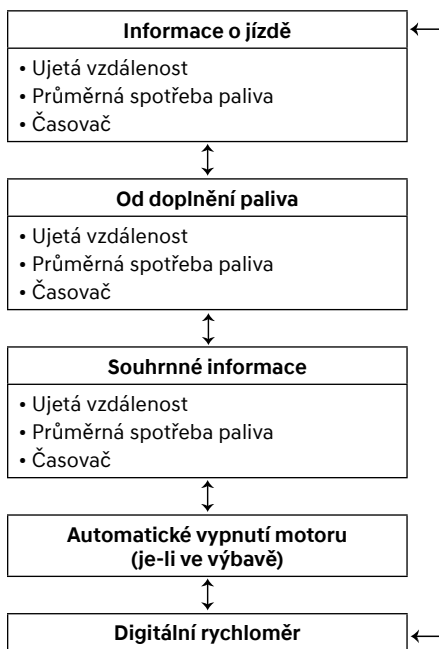 Informace o jízdě
• Ujetá vzdálenost
• Průměrná spotřeba paliva
• Časovač
Od doplnění paliva
• Ujetá vzdálenost
• Průměrná spotřeba paliva
• Časovač
Souhrnné informace
• Ujetá vzdálenost
• Průměrná spotřeba paliva
• Časovač
Automatické vypnutí motoru
(je-li ve výbavě)
Digitální rychloměr